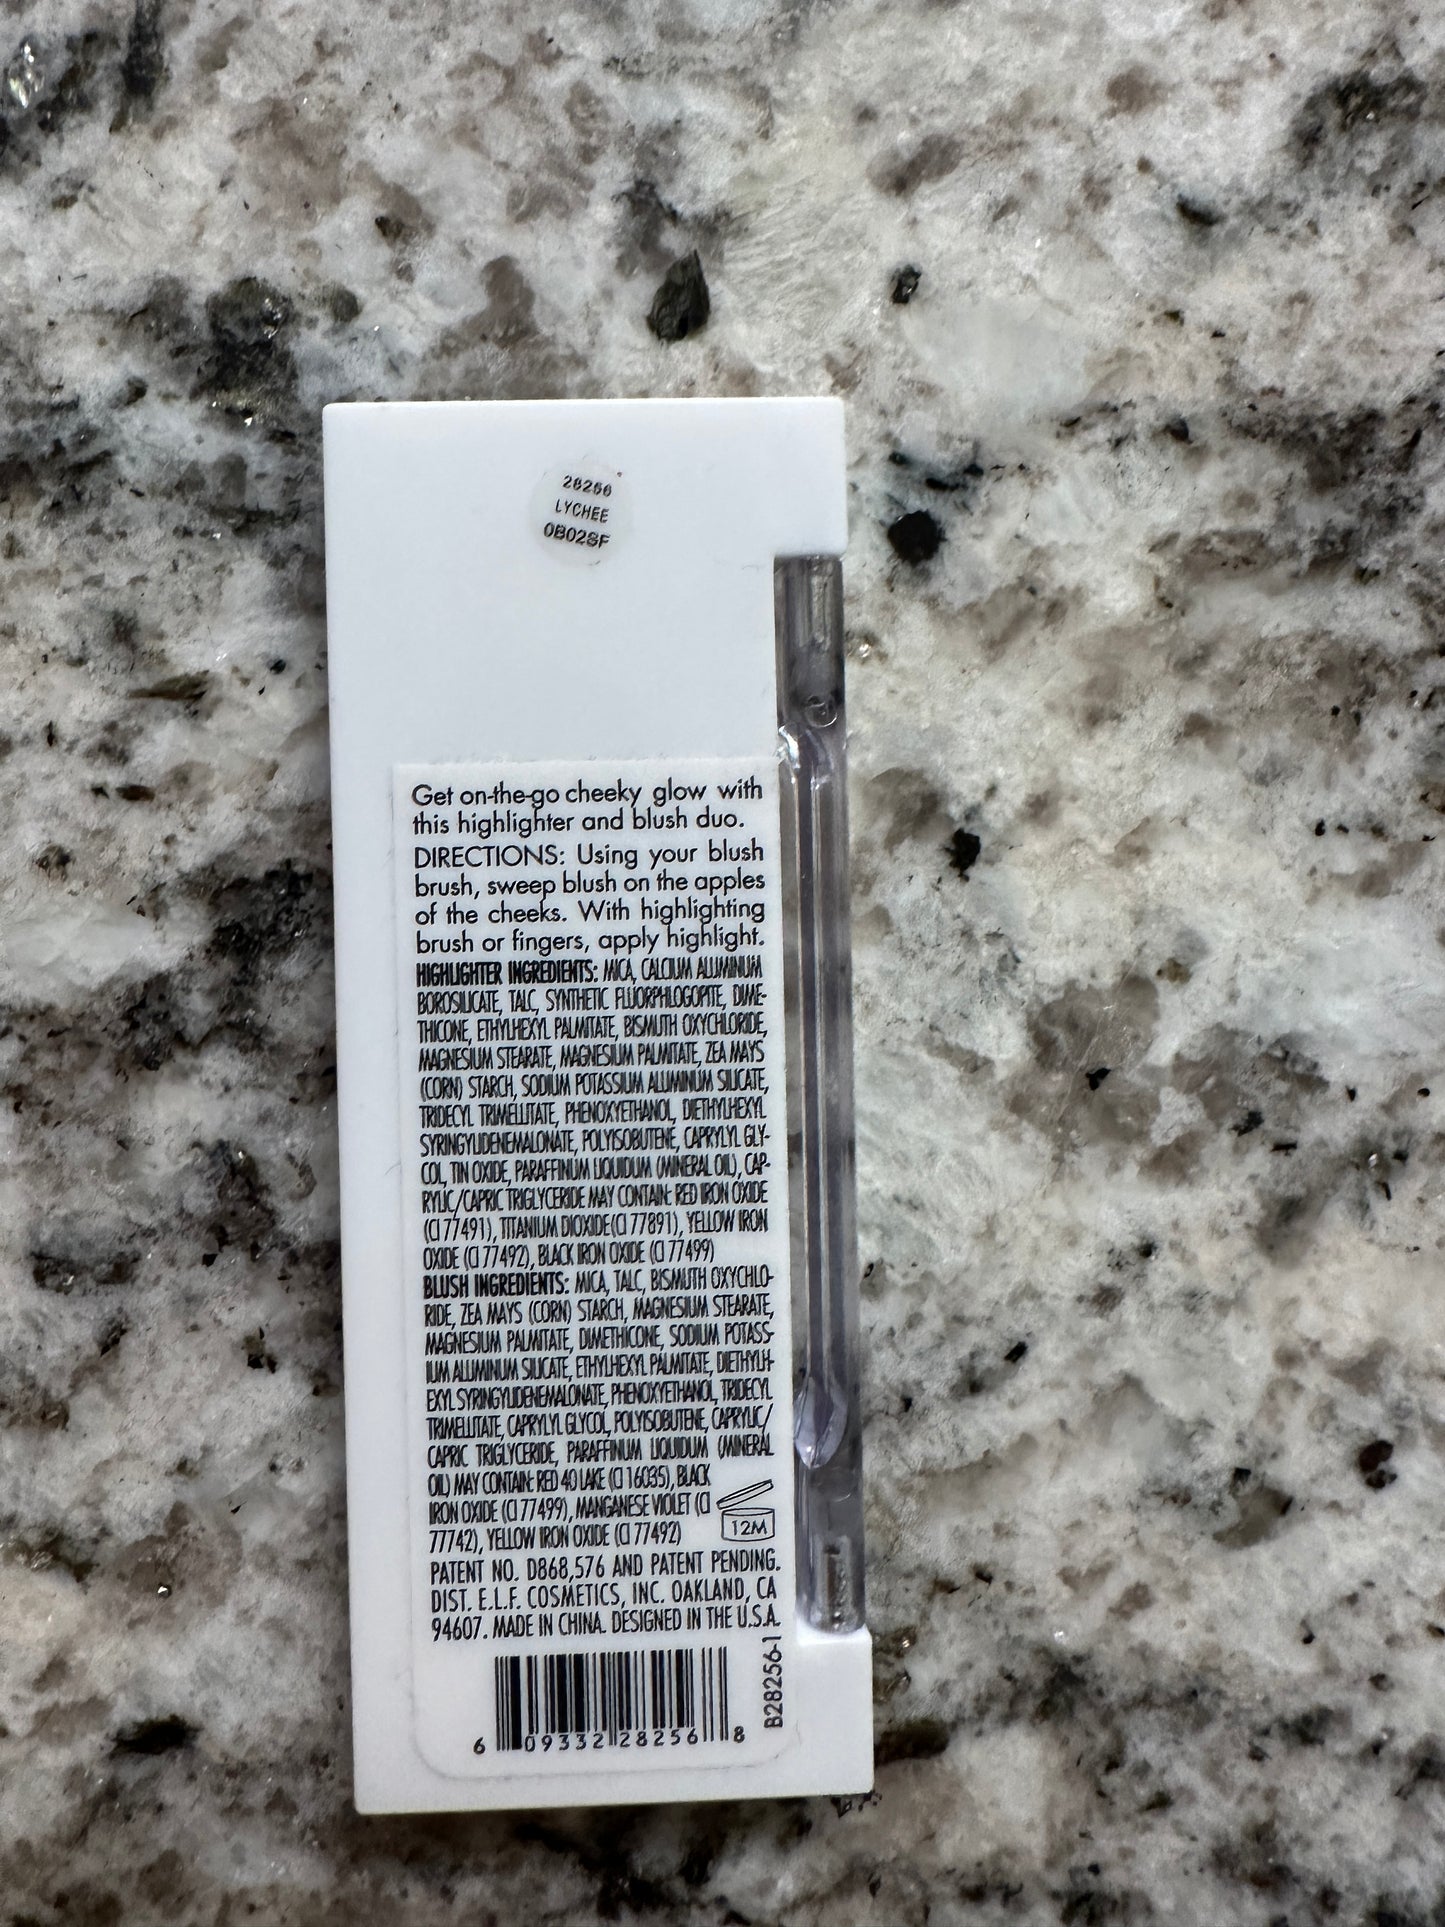 28256
LYCHEE
0B02SF
Get on-the-go cheeky glow with
this highlighter and blush duo.
DIRECTIONS: Using your blush
brush, sweep blush on the apples
of the cheeks. With highlighting
brush or fingers, apply highlight.
HIGHLIGHTER INGREDIENTS: MICA, CALCIUM ALUMINUM
BOROSILICATE, TALC, SYNTHETIC FLUORPHLOGOPITE, DIME-
THICONE, ETHYLHEXYL PALMITATE, BISMUTH OXYCHLORIDE,
MAGNESIUM STEARATE, MAGNESIUM PALMITATE, ZEA MAYS
(CORN) STARCH, SODIUM POTASSIUM ALUMINUM SILICATE,
TRIDECYL TRIMELLITATE, PHENOXYETHANOL, DIETHYLHEXYL
SYRINGYLIDENEMALONATE, POLYISOBUTENE, CAPRYLYL GLY-
COL, TIN OXIDE, PARAFFINUM LIQUIDUM (MINERAL OIL), CAP-
RYLIC/CAPRIC TRIGLYCERIDE MAY CONTAIN: RED IRON OXIDE
(CI 77491), TITANIUM DIOXIDE(CI 77891), YELLOW IRON
OXIDE (CI 77492), BLACK IRON OXIDE (CI 77499)
BLUSH INGREDIENTS: MICA, TALC, BISMUTH OXYCHLO-
RIDE, ZEA MAYS (CORN) STARCH, MAGNESIUM STEARATE,
MAGNESIUM PALMITATE, DIMETHICONE, SODIUM POTASS-
IUM ALUMINUM SILICATE, ETHYLHEXYL PALMITATE, DIETHYLH-
EXYL SYRINGYLIDENEMALONATE, PHENOXYETHANOL, TRIDECYL
TRIMELLITATE, CAPRYLYL GLYCOL, POLYISOBUTENE, CAPRYLIC/
CAPRIC TRIGLYCERIDE, PARAFFINUM LIQUIDUM (MINERAL
OIL) MAY CONTAIN: RED 40 LAKE (CI 16035), BLACK
IRON OXIDE (CI 77499), MANGANESE VIOLET (CI
77742), YELLOW IRON OXIDE (CI 77492)
12M
PATENT NO. D868,576 AND PATENT PENDING.
DIST. E.L.F. COSMETICS, INC. OAKLAND, CA
94607. MADE IN CHINA. DESIGNED IN THE U.S.A.
B28256-1
6 09332 28256 8